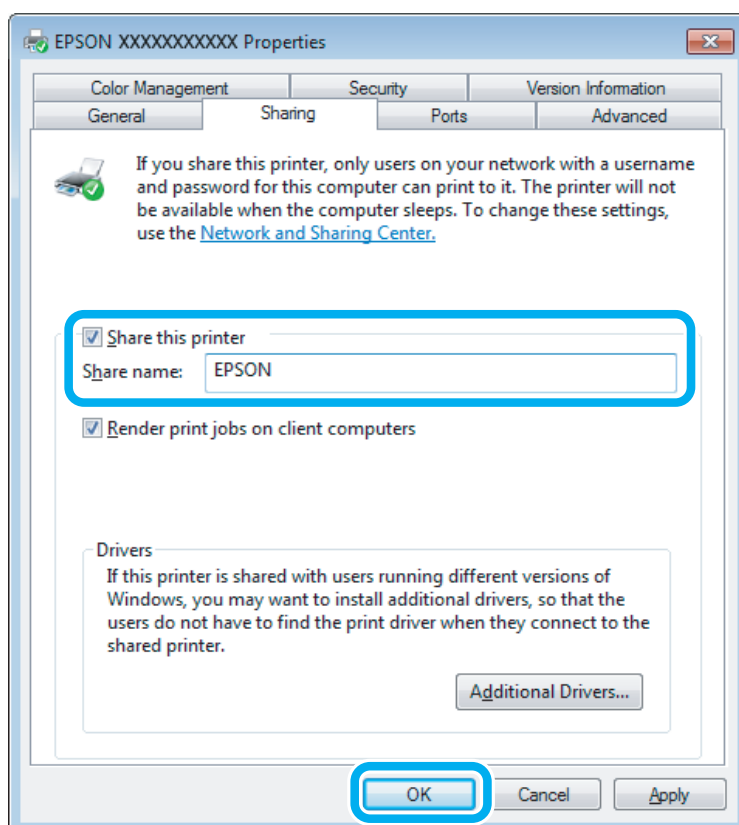 EPSON XXXXXXXXXXX Properties
Color Management Security Version Information
General Sharing Ports Advanced
If you share this printer, only users on your network with a username
and password for this computer can print to it. The printer will not
be available when the computer sleeps. To change these settings,
use the Network and Sharing Center.
Share this printer
Share name: EPSON
Render print jobs on client computers
Drivers
If this printer is shared with users running different versions of
Windows, you may want to install additional drivers, so that the
users do not have to find the print driver when they connect to the
shared printer.
Additional Drivers...
OK Cancel Apply